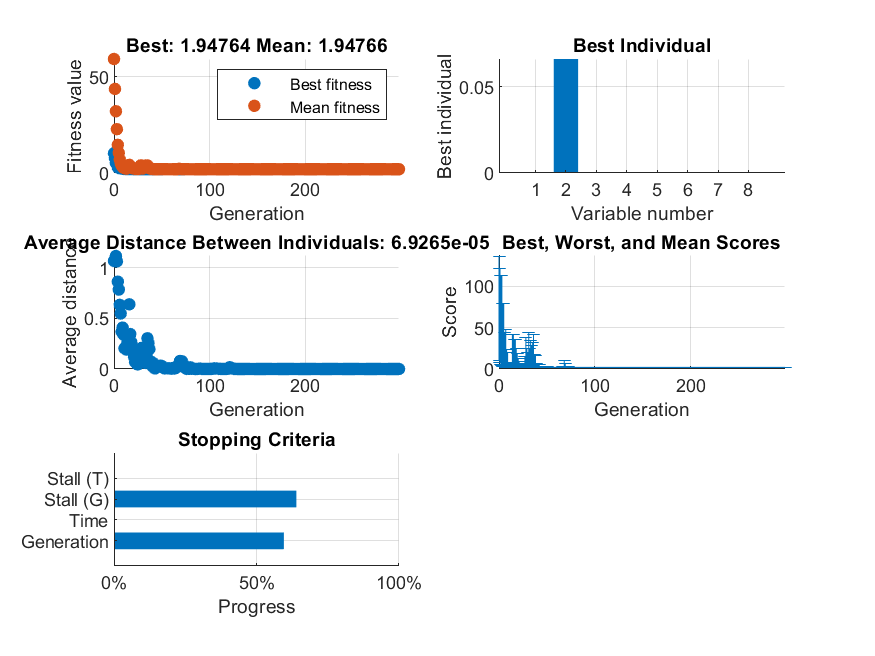 Best: 1.94764 Mean: 1.94766
Fitness value
50
0
0
100
200
Generation
Best fitness
Mean fitness
Best Individual
Best individual
0.05
0
1 2 3 4 5 6 7 8
Variable number
Average Distance Between Individuals: 6.9265e-05
Average distance
1
0.5
0
0
100
200
Generation
Best, Worst, and Mean Scores
Score
100
50
0
0
100
200
Generation
Stopping Criteria
Stall (T)
Stall (G)
Time
Generation
0%
50%
100%
Progress